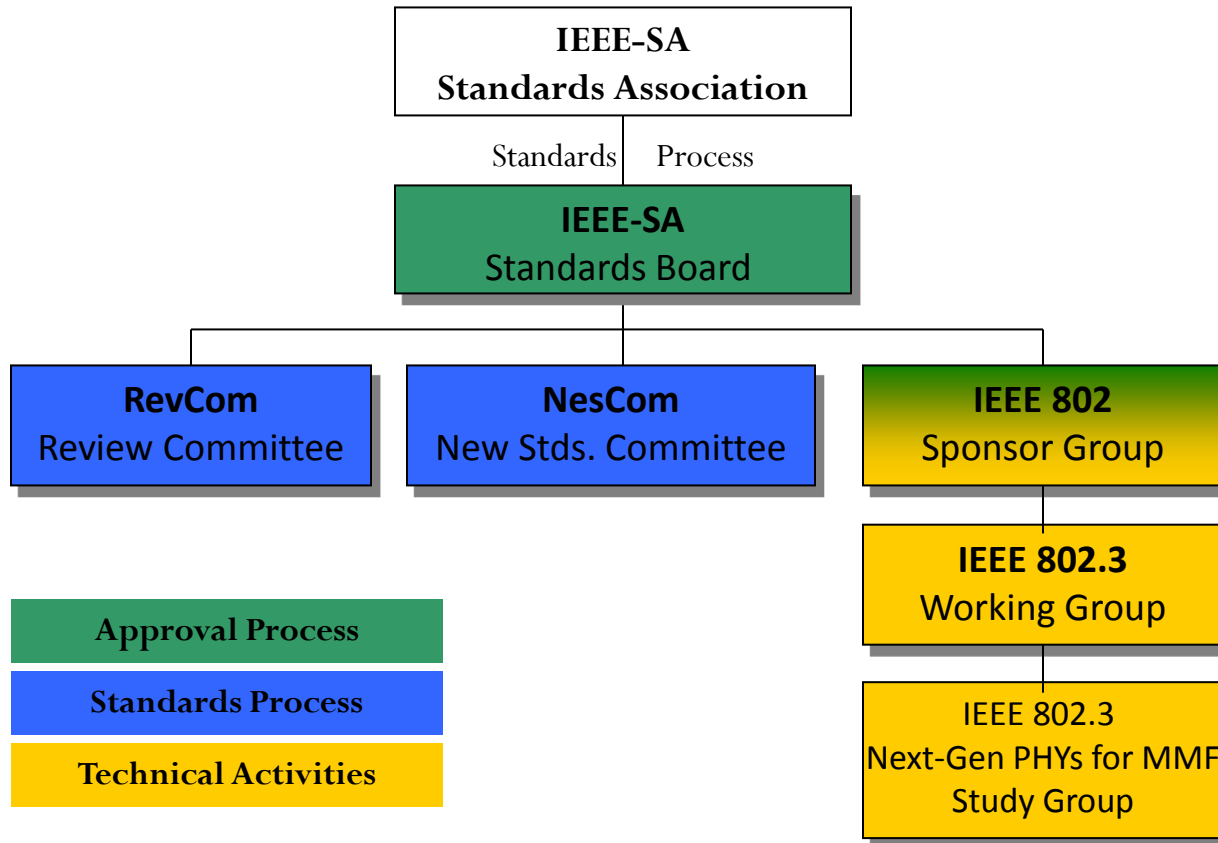 IEEE-SA
Standards Association
Standards Process
IEEE-SA
Standards Board
RevCom
Review Committee
NesCom
New Stds. Committee
IEEE 802
Sponsor Group
IEEE 802.3
Working Group
Approval Process
Standards Process
Technical Activities
IEEE 802.3
Next-Gen PHYs for MMF
Study Group